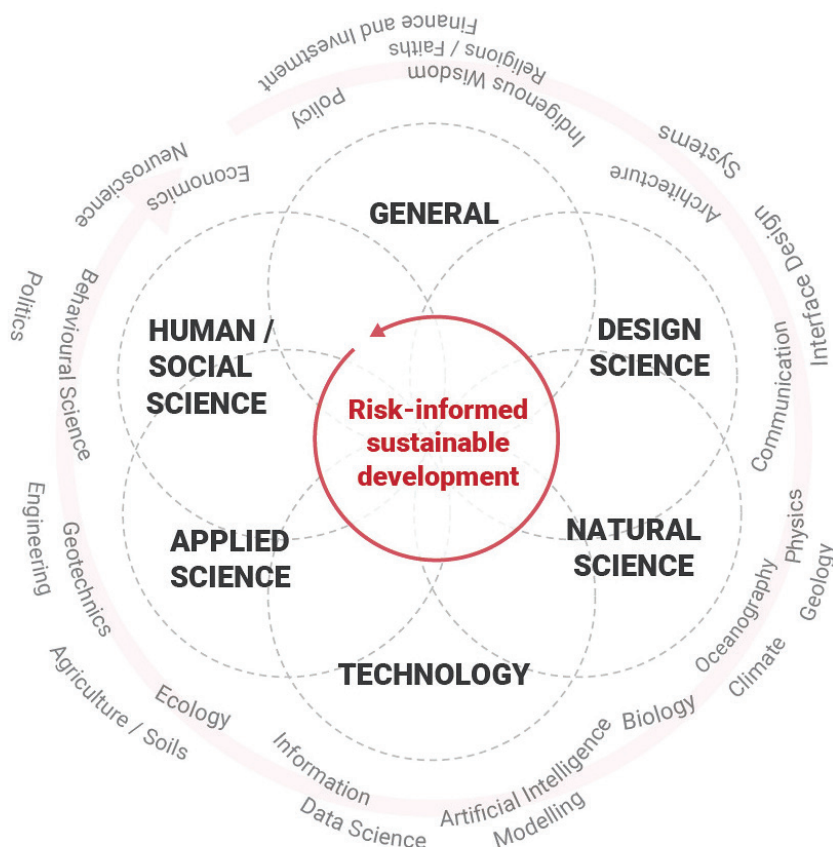 Finance and Investment
Religions / Faiths
Indigenous Wisdom
Policy
Systems
Architecture
Interface Design
Communication
Neuroscience
Economics
Politics
Behavioural Science
GENERAL
HUMAN /
SOCIAL
SCIENCE
DESIGN
SCIENCE
Risk-informed
sustainable
development
APPLIED
SCIENCE
NATURAL
SCIENCE
TECHNOLOGY
Physics
Geology
Oceanography
Climate
Biology
Engineering
Geotechnics
Agriculture / Soils
Ecology
Information
Data Science
Artificial Intelligence
Modelling